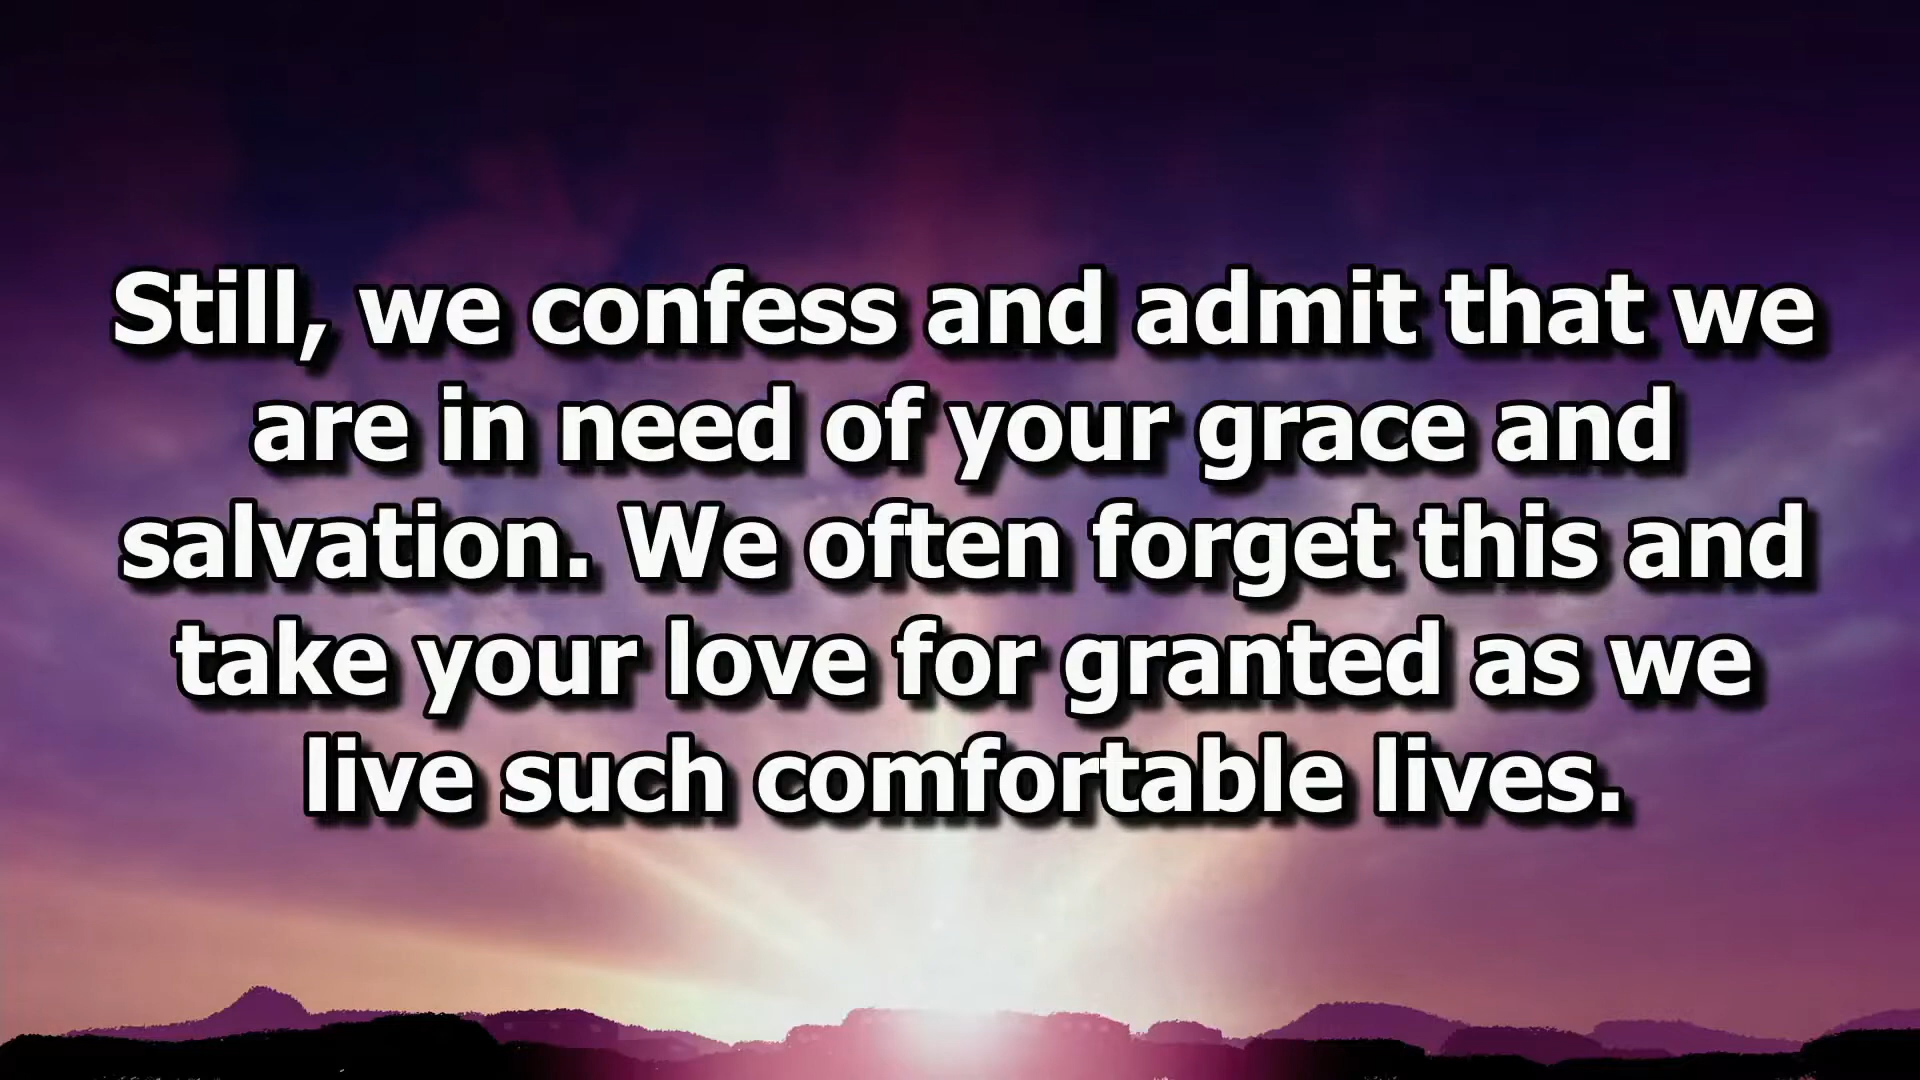 Still, we confess and admit that we
are in need of your grace and
salvation. We often forget this and
take your love for granted as we
live such comfortable lives.